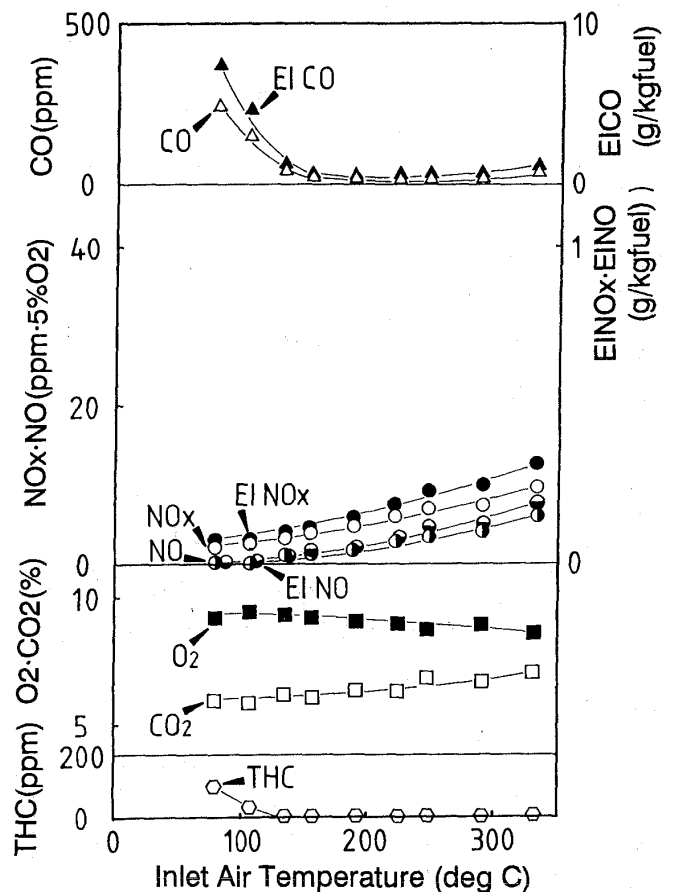 500
10
EI CO
CO
CO(ppm)
EICO
(g/kgfuel)
0
0
40
1
NOx·NO(ppm·5%O2)
EINOx·EINO
(g/kgfuel) )
20
EI NOx
NOx
NO
0
0
EI NO
10
O2·CO2(%)
O2
CO2
5
200
THC(ppm)
THC
0
0
100
200
300
Inlet Air Temperature (deg C)